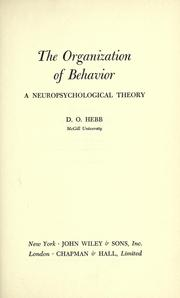 The Organization
of Behavior
A NEUROPSYCHOLOGICAL THEORY
D. O. HEBB
McGill University
New York · JOHN WILEY & SONS, Inc.
London · CHAPMAN & HALL, Limited